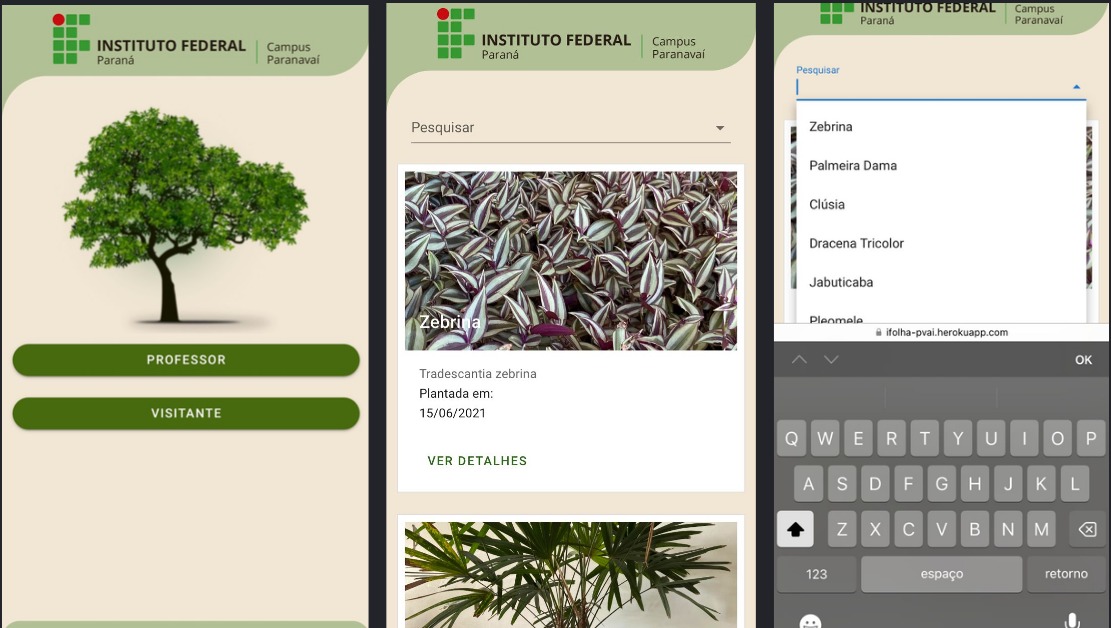 INSTITUTO FEDERAL
Paraná
Campus
Paranavaí
PROFESSOR
VISITANTE
INSTITUTO FEDERAL
Paraná
Campus
Paranavaí
Pesquisar
Zebrina
Tradescantia zebrina
Plantada em:
15/06/2021
VER DETALHES
INSTITUTO FEDERAL
Paraná
Campus
Paranavaí
Pesquisar
Zebrina
Palmeira Dama
Clúsia
Dracena Tricolor
Jabuticaba
Pleomele
ifolha-pvai.herokuapp.com
OK
Q W E R T Y U I O P
A S D F G H J K L
Z X C V B N M
123 espaço retorno